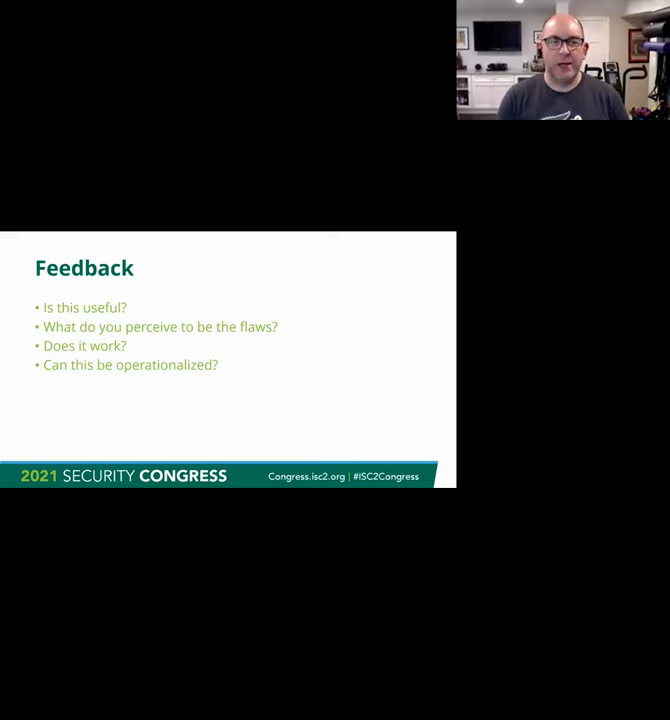 Feedback
• Is this useful?
• What do you perceive to be the flaws?
• Does it work?
• Can this be operationalized?
2021 SECURITY CONGRESS
Congress.isc2.org | #ISC2Congress